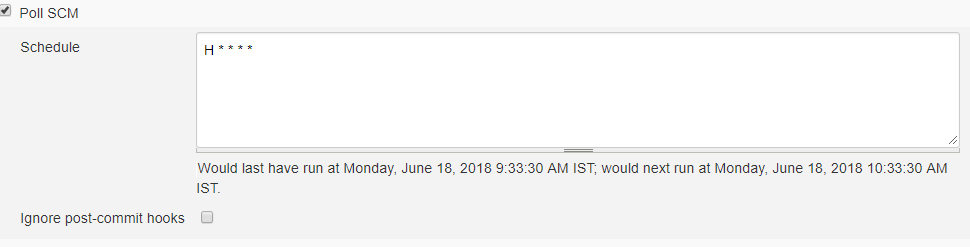 Poll SCM
Schedule
H * * * *
Would last have run at Monday, June 18, 2018 9:33:30 AM IST; would next run at Monday, June 18, 2018 10:33:30 AM
IST.
Ignore post-commit hooks